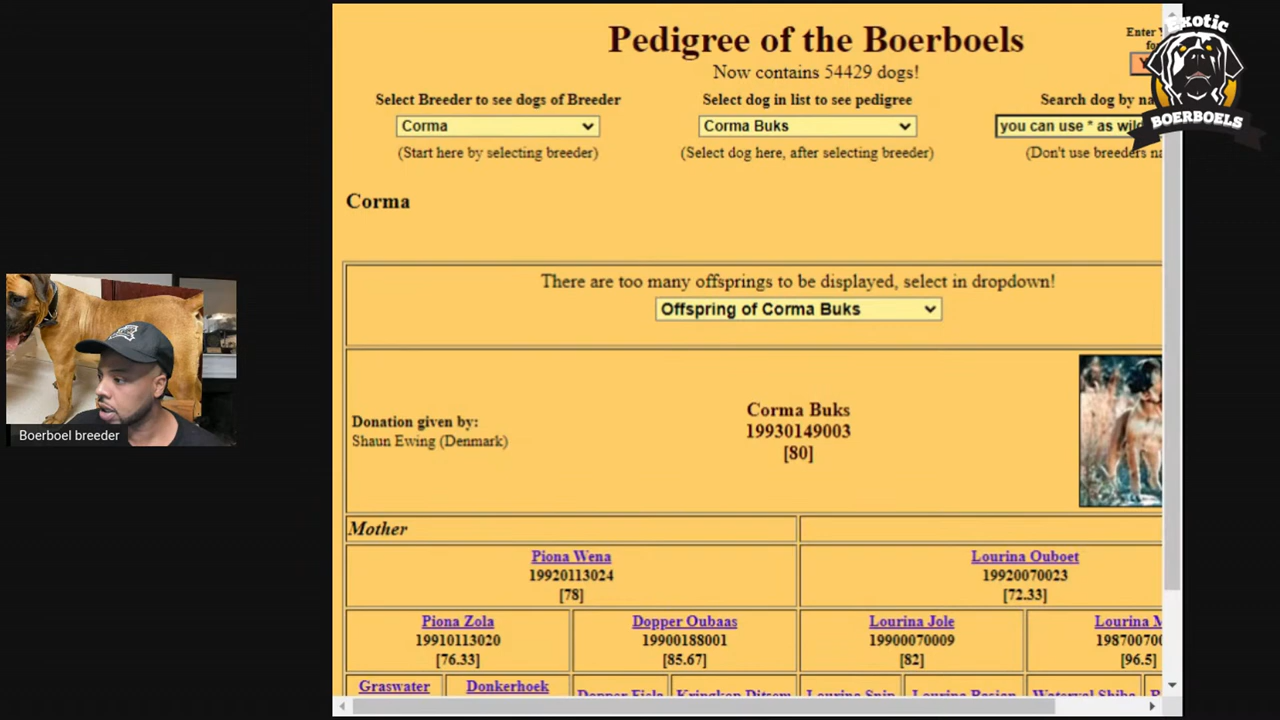 Pedigree of the Boerboels
Now contains 54429 dogs!
Enter
Exotic
BOERBOELS
Select Breeder to see dogs of Breeder
Corma
(Start here by selecting breeder)
Select dog in list to see pedigree
Corma Buks
(Select dog here, after selecting breeder)
Search dog by
you can use * as
(Don't use breeders
Corma
There are too many offsprings to be displayed, select in dropdown!
Offspring of Corma Buks
Donation given by:
Shaun Ewing (Denmark)
Corma Buks
19930149003
[80]
Mother
Piona Wena
19920113024
[78]
Lourina Ouboet
19920070023
[72.33]
Piona Zola
19910113020
[76.33]
Dopper Oubaas
19900188001
[85.67]
Lourina Jole
19900070009
[82]
Lourina
[96.5]
Graswater
Donkerhoek
Boerboel breeder